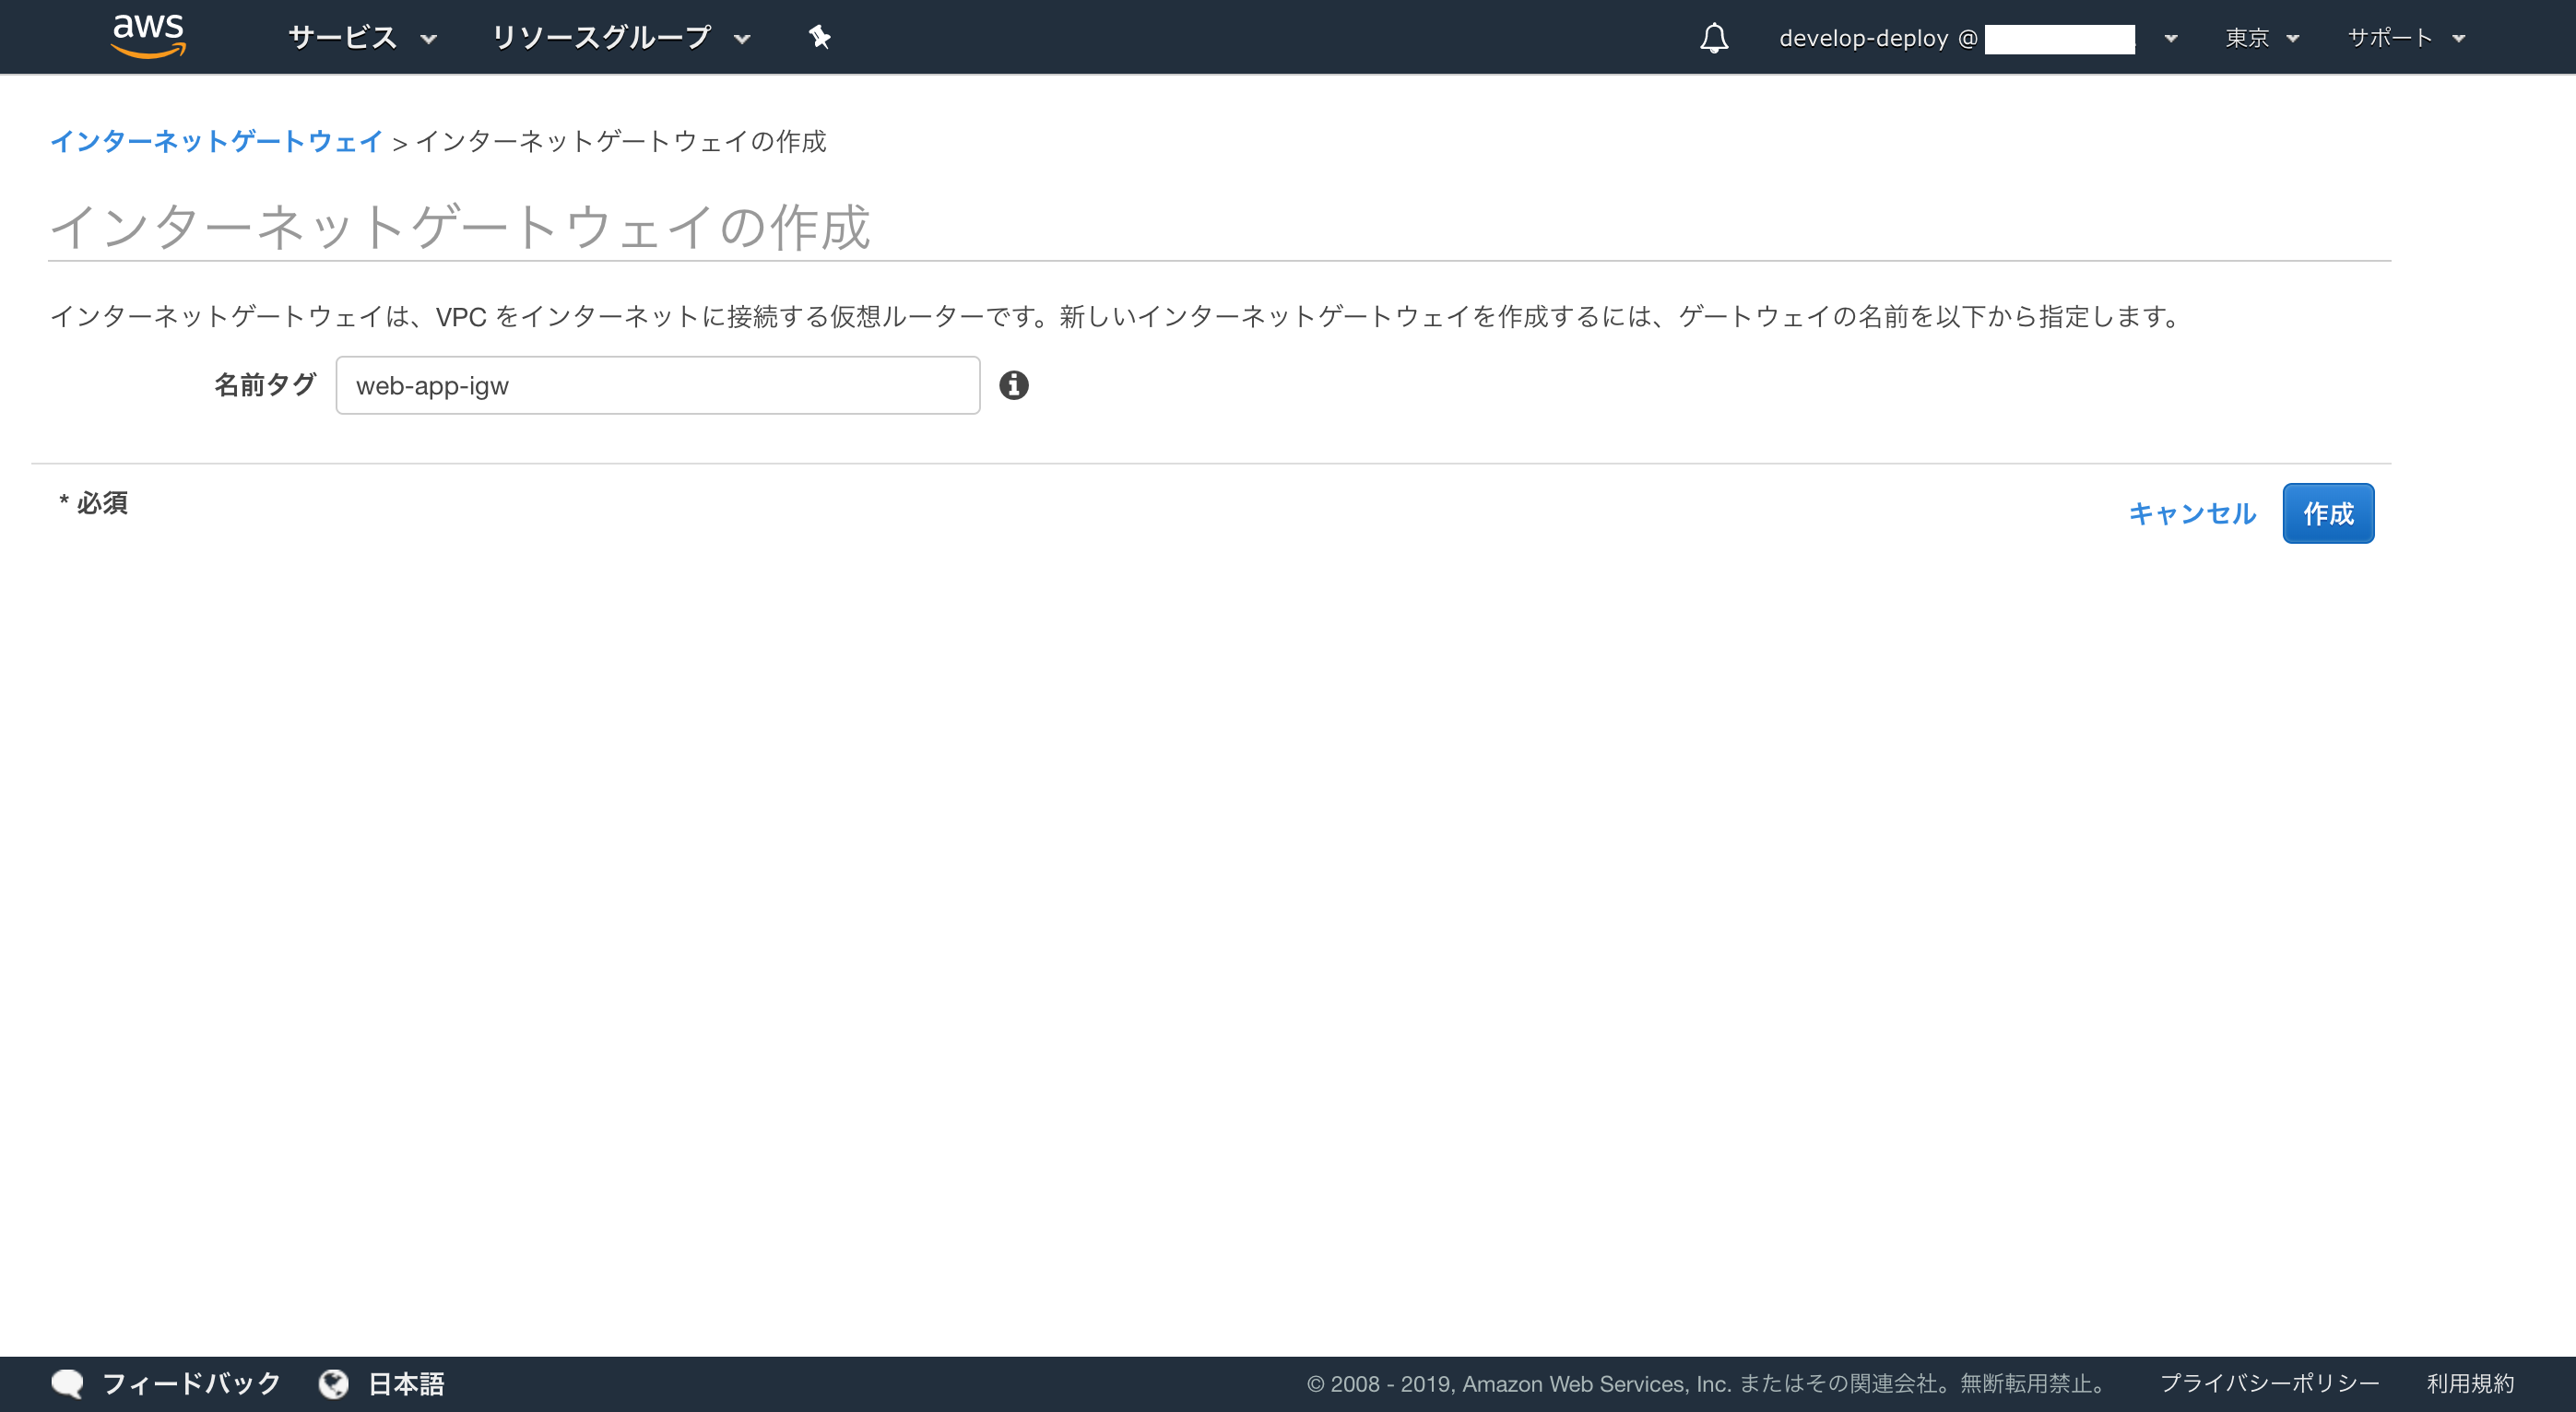 aws サービス リソースグループ develop-deploy @ 東京 サポート
インターネットゲートウェイ > インターネットゲートウェイの作成
インターネットゲートウェイの作成
インターネットゲートウェイは、VPC をインターネットに接続する仮想ルーターです。新しいインターネットゲートウェイを作成するには、ゲートウェイの名前を以下から指定します。
名前タグ web-app-igw
* 必須 キャンセル 作成
フィードバック 日本語 © 2008 - 2019, Amazon Web Services, Inc. またはその関連会社。無断転用禁止。 プライバシーポリシー 利用規約